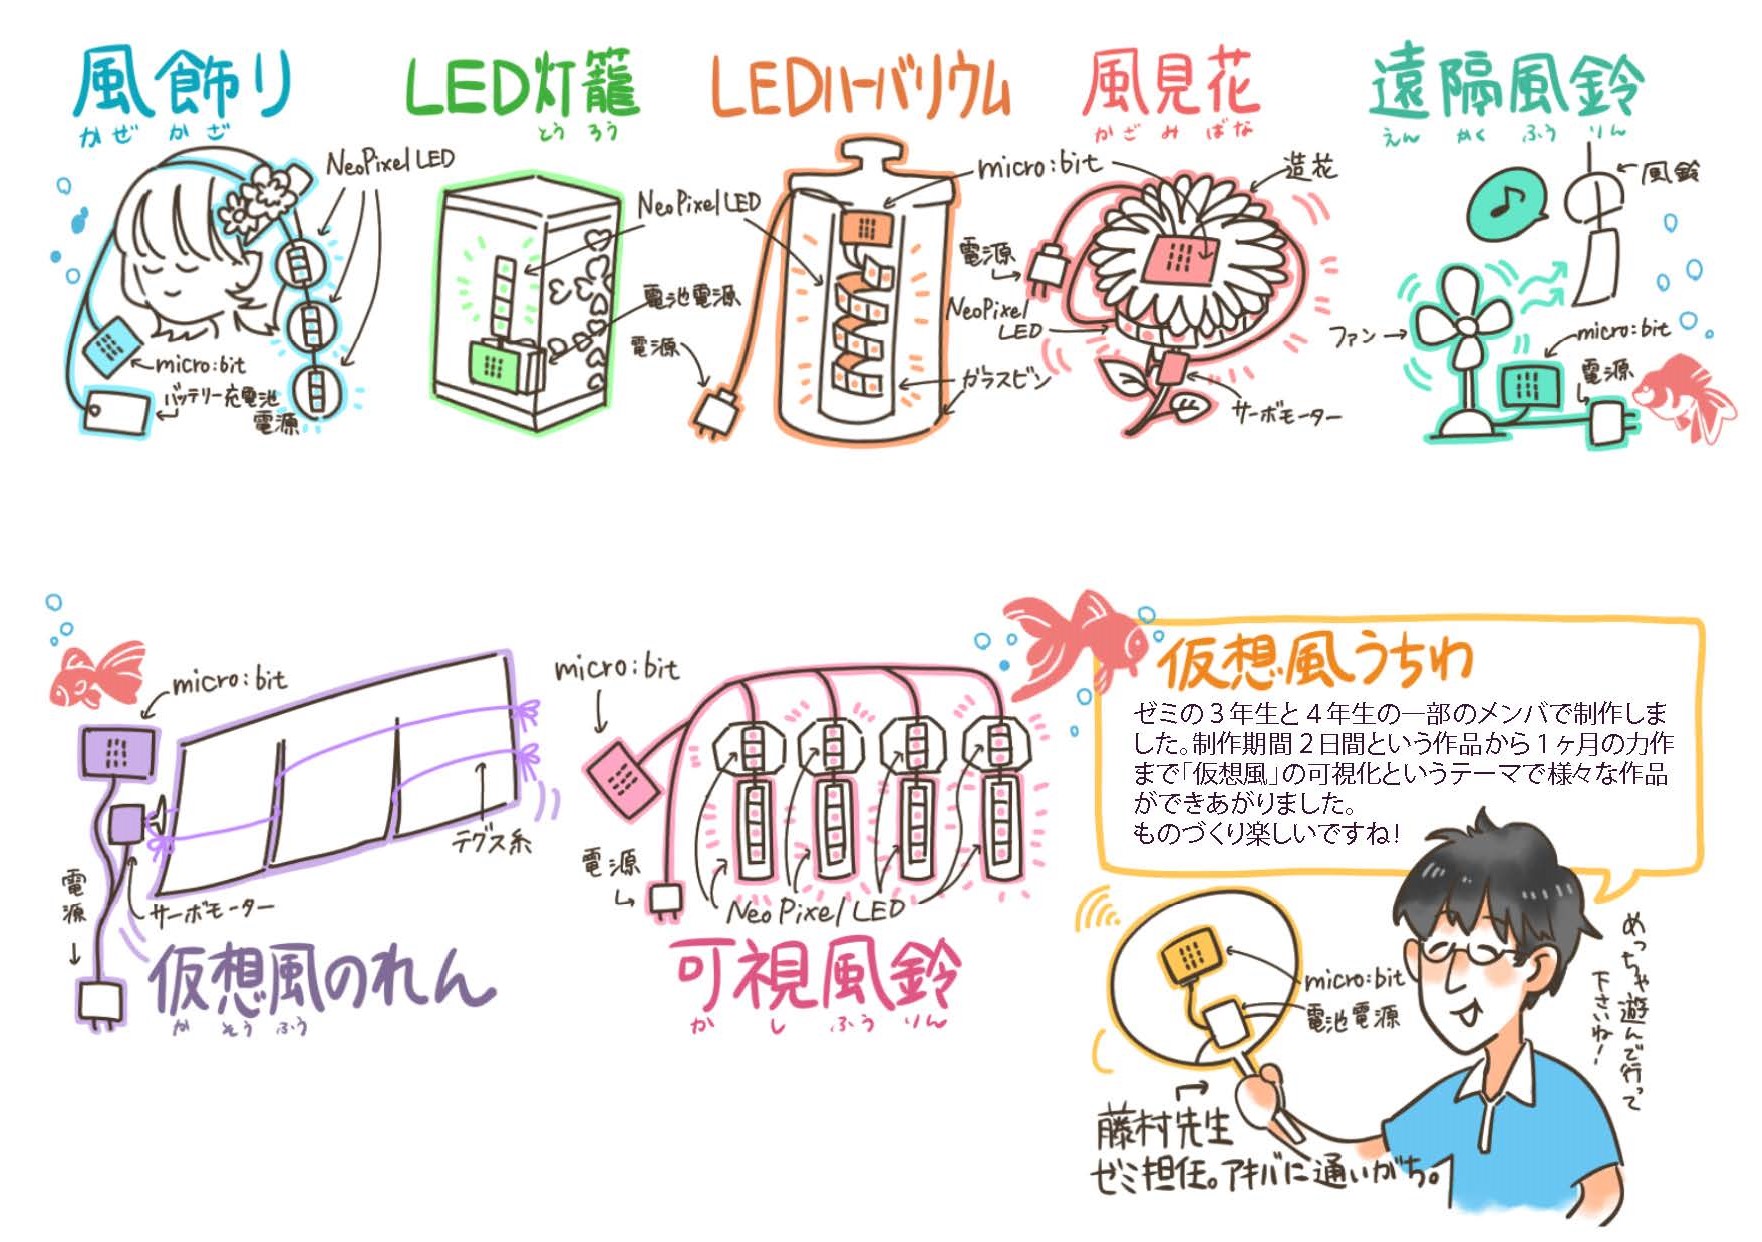 風飾り
かぜ かざ
NeoPixel LED
micro:bit
バッテリー充電池
電源
LED灯籠
とう ろう
NeoPixel LED
電池電源
LEDハーバリウム
micro:bit
電源
ガラスビン
風見花
かざ み ばな
造花
電源
NeoPixel
LED
サーボモーター
遠隔風鈴
えん かく ふう りん
風鈴
ファン
micro:bit
電源
micro:bit
テグス糸
サーボモーター
電源
仮想風のれん
か そう ふう
micro:bit
電源
NeoPixel LED
可視風鈴
か し ふう りん
仮想風うちわ
ゼミの3年生と4年生の一部のメンバで制作しま
した。制作期間2日間という作品から1ヶ月の力作
まで「仮想風」の可視化というテーマで様々な作品
ができあがりました。
ものづくり楽しいですね！
micro:bit
電池電源
めっちゃ遊んで行って
下さいね！
藤村先生
ゼミ担任。アキバに通いがち。